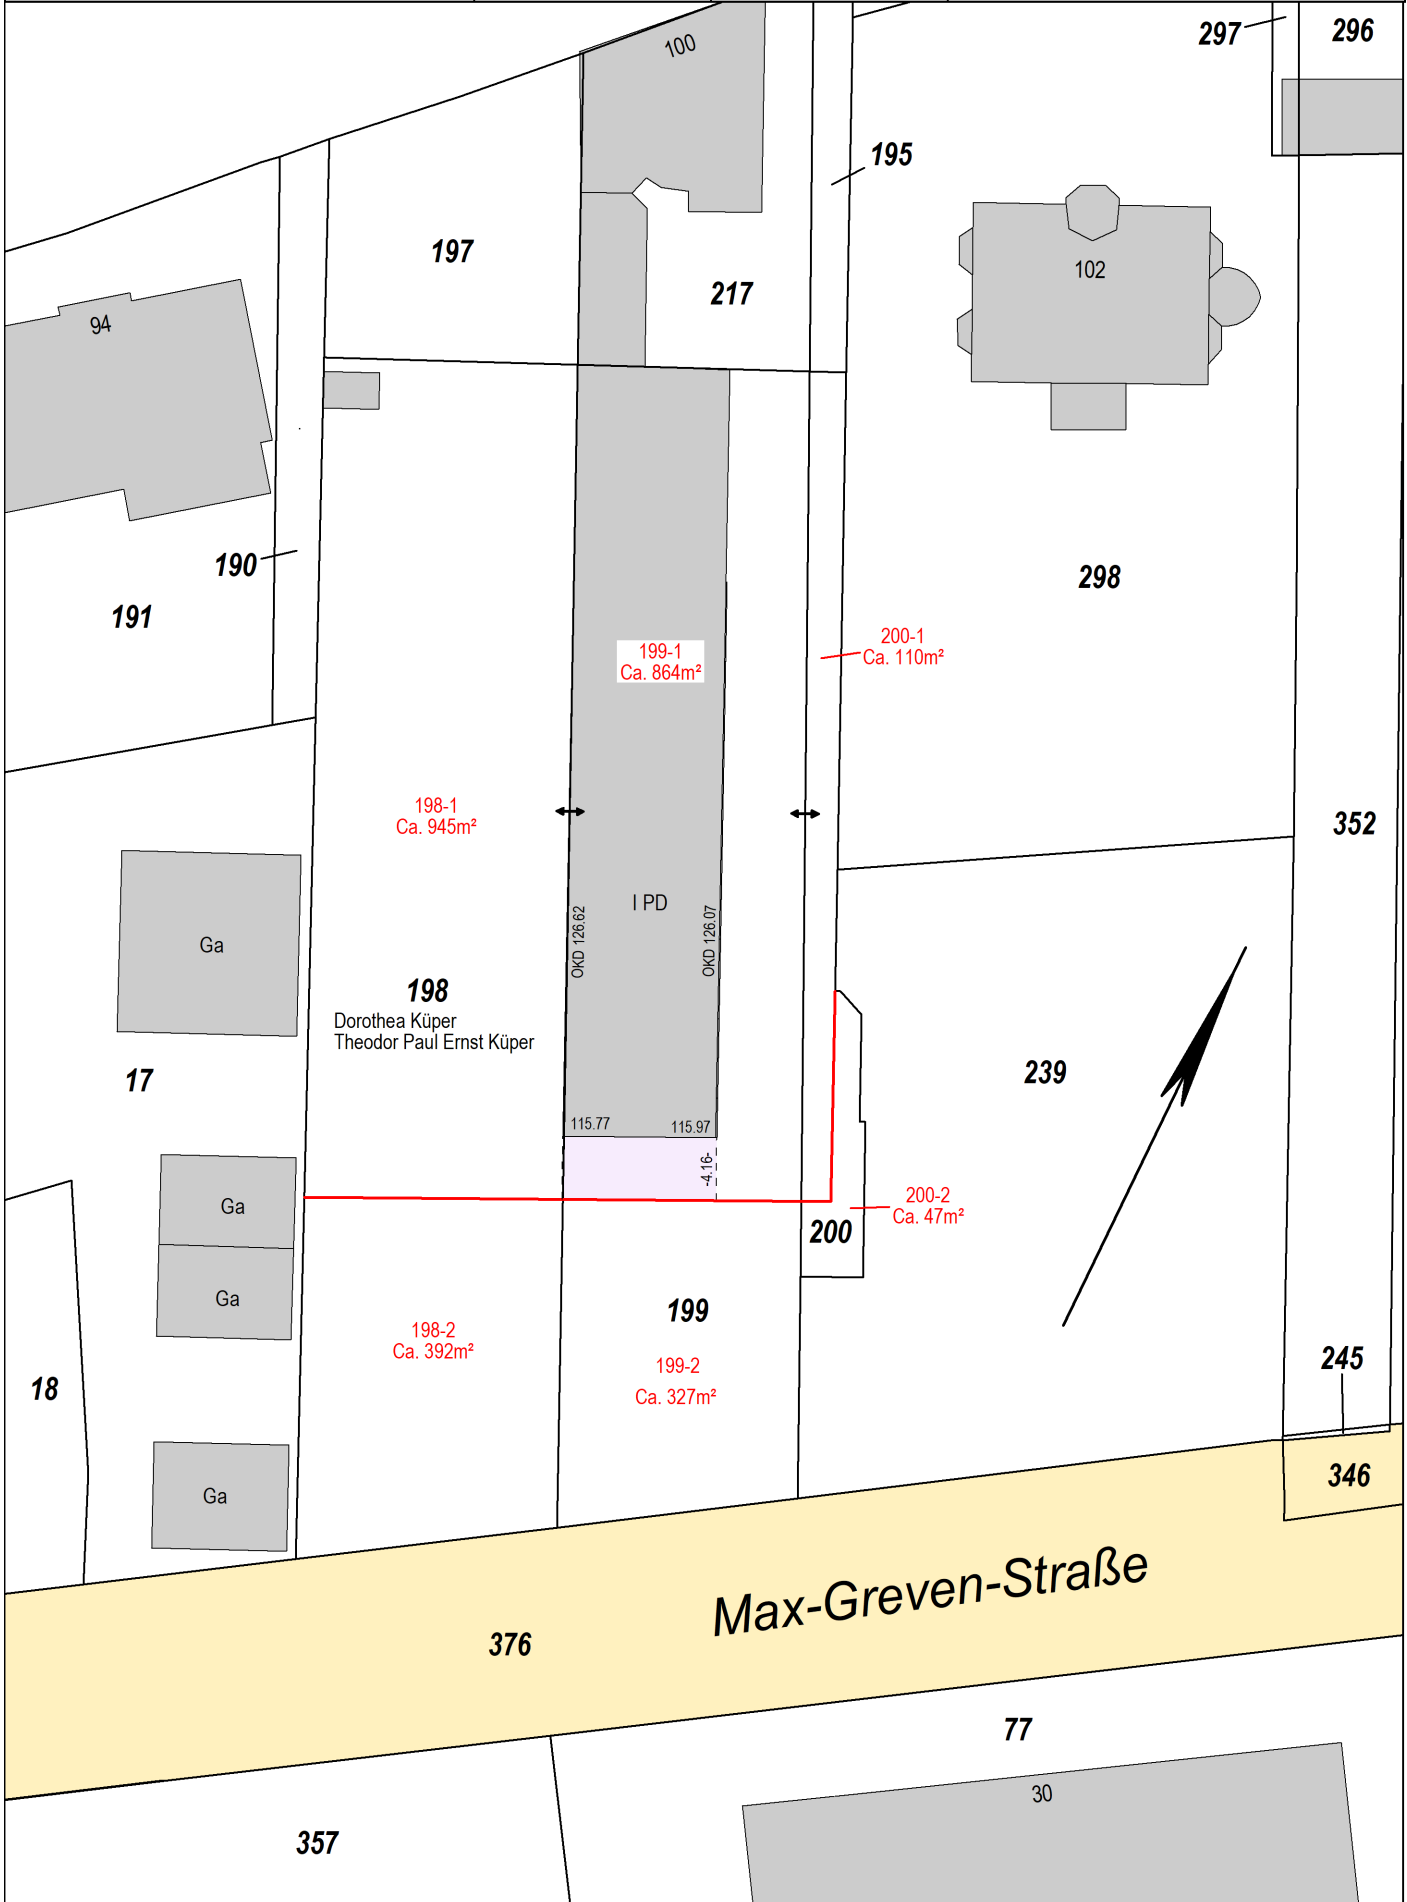 100
297
296
195
197
217
102
94
190
191
298
199-1
Ca. 864m²
200-1
Ca. 110m²
198-1
Ca. 945m²
352
I PD
OKD 126.62
OKD 126.07
Ga
198
Dorothea Küper
Theodor Paul Ernst Küper
17
239
115.77
115.97
-4.16-
Ga
200-2
Ca. 47m²
200
Ga
199
198-2
Ca. 392m²
199-2
Ca. 327m²
245
18
346
Ga
Max-Greven-Straße
376
77
30
357